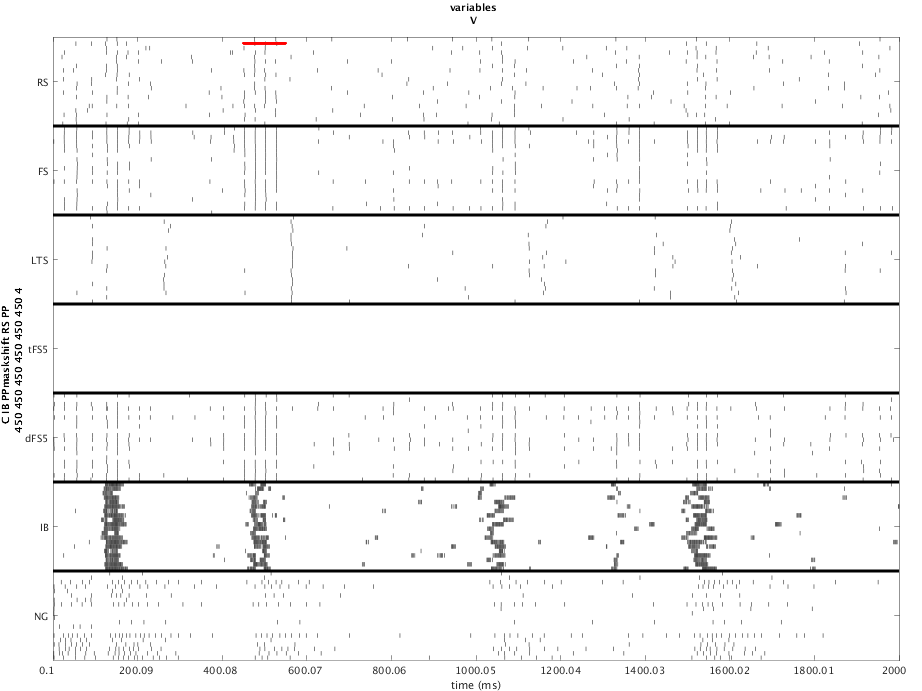 variables
V
C IB PPmaskshift RS PP
450 450 450 450 450 450 4
RS
FS
LTS
tFS5
dFS5
IB
NG
0.1 200.09 400.08 600.07 800.06 1000.05 1200.04 1400.03 1600.02 1800.01 2000
time (ms)